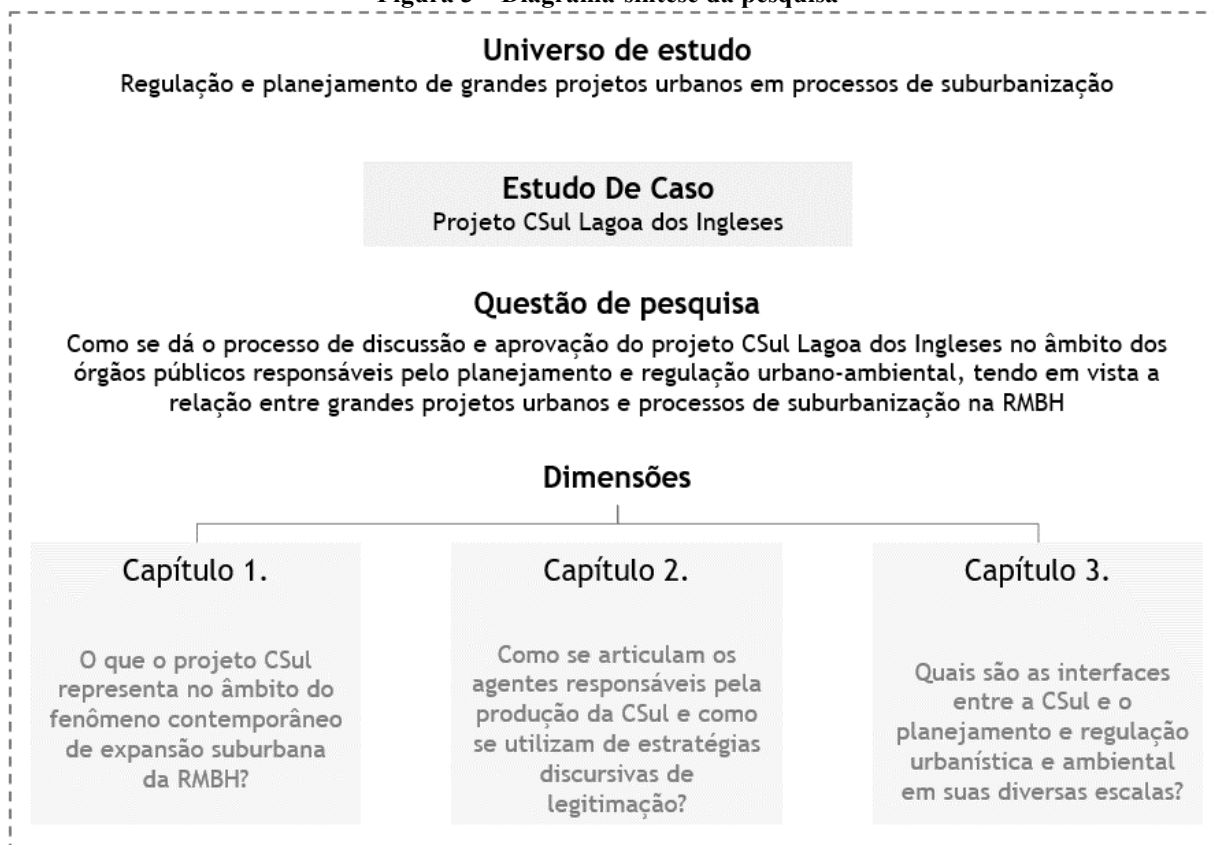 Figura 3 – Diagrama-síntese da pesquisa
Universo de estudo
Regulação e planejamento de grandes projetos urbanos em processos de suburbanização
Estudo De Caso
Projeto CSul Lagoa dos Ingleses
Questão de pesquisa
Como se dá o processo de discussão e aprovação do projeto CSul Lagoa dos Ingleses no âmbito dos
órgãos públicos responsáveis pelo planejamento e regulação urbano-ambiental, tendo em vista a
relação entre grandes projetos urbanos e processos de suburbanização na RMBH
Dimensões
Capítulo 1.
O que o projeto CSul
representa no âmbito do
fenômeno contemporâneo
de expansão suburbana
da RMBH?
Capítulo 2.
Como se articulam os
agentes responsáveis pela
produção da CSul e como
se utilizam de estratégias
discursivas de
legitimação?
Capítulo 3.
Quais são as interfaces
entre a CSul e o
planejamento e regulação
urbanística e ambiental
em suas diversas escalas?